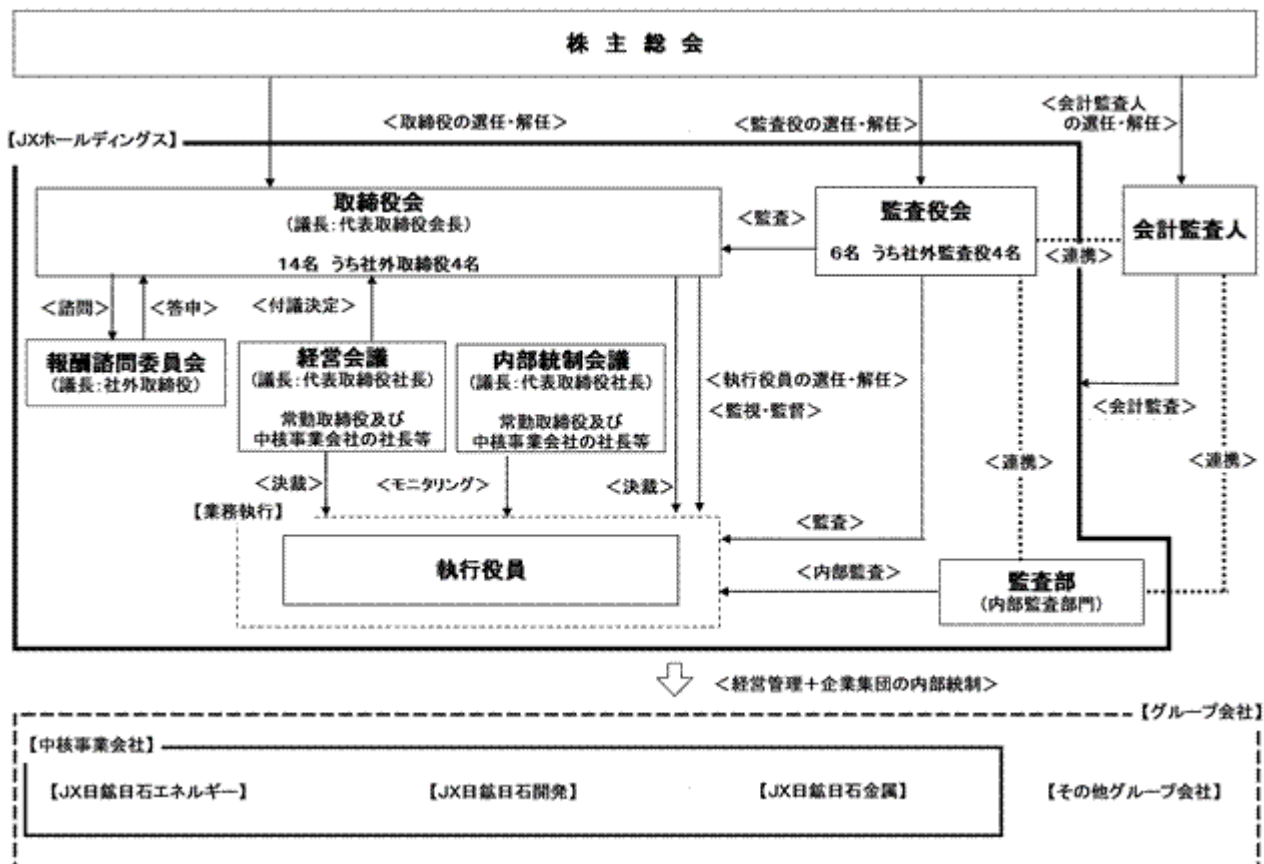 株主総会
<取締役の選任・解任>
<監査役の選任・解任>
<会計監査人
の選任・解任>
【JXホールディングス】
取締役会
(議長:代表取締役会長)
14名 うち社外取締役4名
<監査>
監査役会
6名 うち社外監査役4名
<連携>
会計監査人
<諮問>
<答申>
<付議決定>
報酬諮問委員会
(議長:社外取締役)
経営会議
(議長:代表取締役社長)
常勤取締役及び
中核事業会社の社長等
内部統制会議
(議長:代表取締役社長)
常勤取締役及び
中核事業会社の社長等
<執行役員の選任・解任>
<監視・監督>
<会計監査>
<連携>
<連携>
<決裁>
<モニタリング>
<決裁>
【業務執行】
<監査>
執行役員
<内部監査>
監査部
(内部監査部門)
<経営管理+企業集団の内部統制>
【グループ会社】
【中核事業会社】
【JX日鉱日石エネルギー】
【JX日鉱日石開発】
【JX日鉱日石金属】
【その他グループ会社】